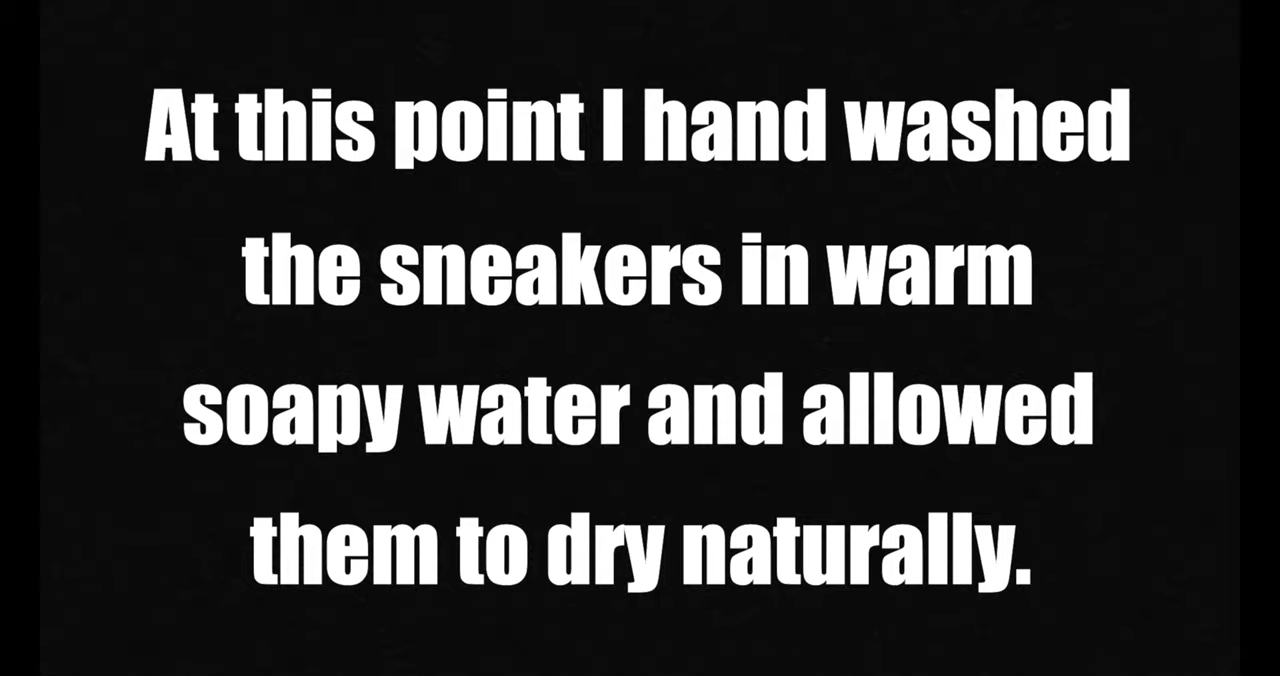 At this point I hand washed
the sneakers in warm
soapy water and allowed
them to dry naturally.